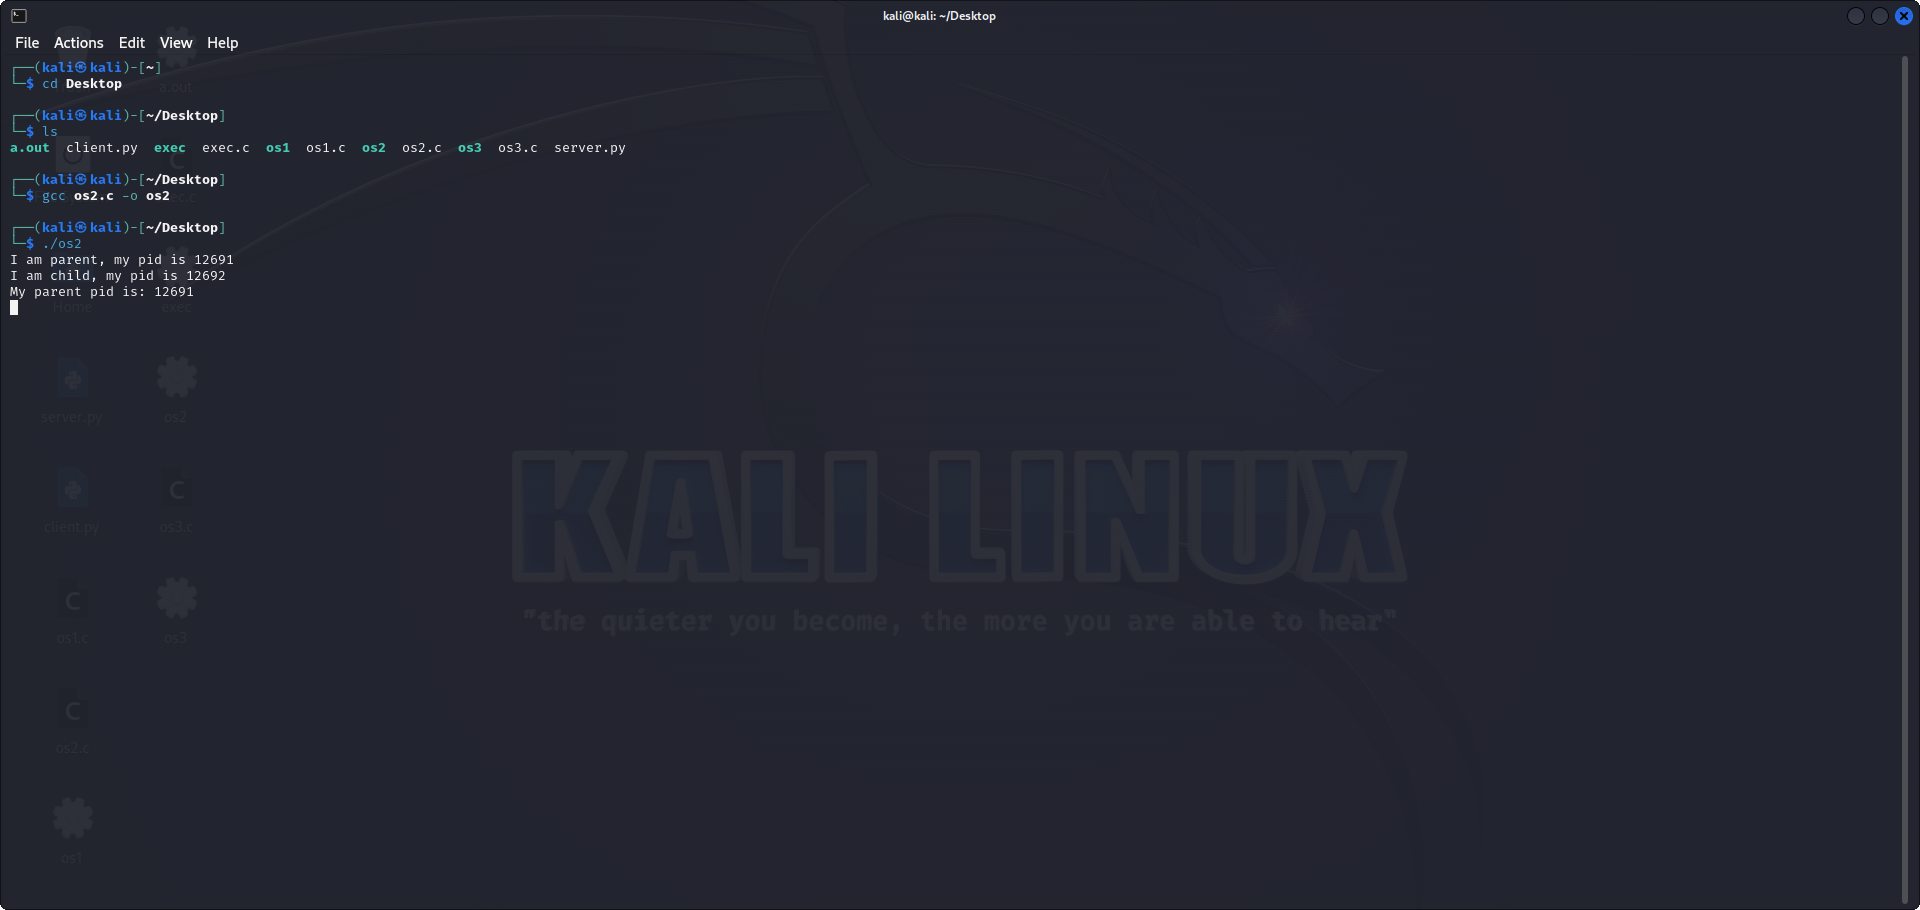 kali@kali: ~/Desktop
File Actions Edit View Help
┌──(kali㉿kali)-[~]
└─$ cd Desktop
┌──(kali㉿kali)-[~/Desktop]
└─$ ls
a.out client.py exec exec.c os1 os1.c os2 os2.c os3 os3.c server.py
┌──(kali㉿kali)-[~/Desktop]
└─$ gcc os2.c -o os2
┌──(kali㉿kali)-[~/Desktop]
└─$ ./os2
I am parent, my pid is 12691
I am child, my pid is 12692
My parent pid is: 12691
a.out
Home exec
server.py os2
client.py os3.c
os1.c os3
os2.c
os1
KALI LINUX
"the quieter you become, the more you are able to hear"